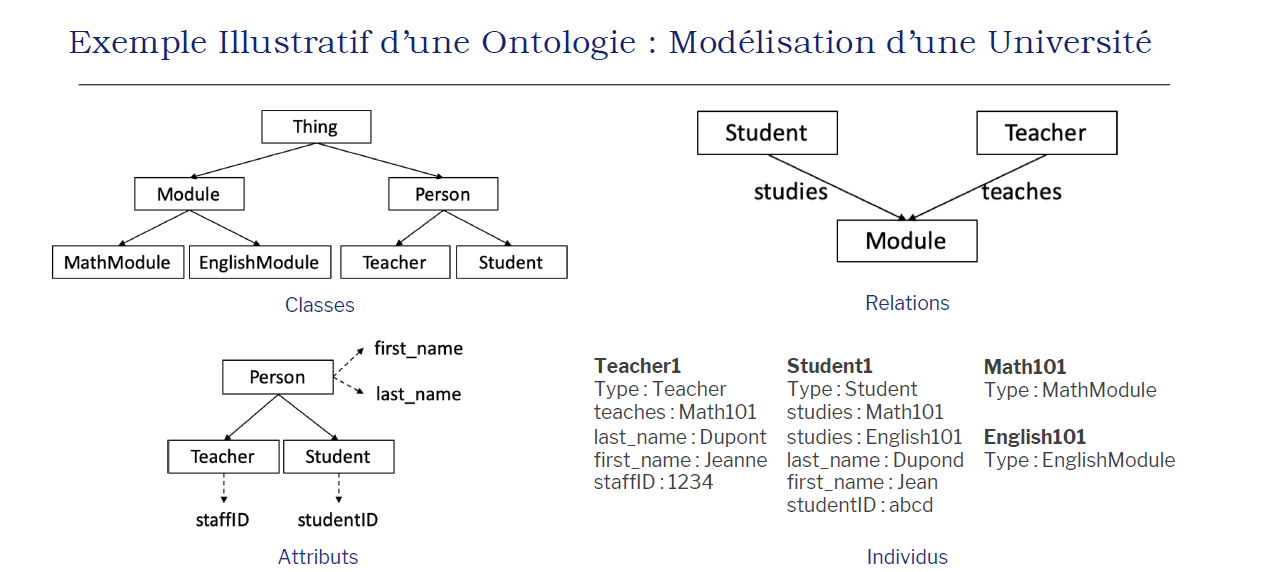 Exemple Illustratif d'une Ontologie : Modélisation d'une Université
Thing
Module
Person
MathModule
EnglishModule
Teacher
Student
Classes
Student
Teacher
studies
teaches
Module
Relations
first_name
Person
last_name
Teacher
Student
staffID
studentID
Attributs
Teacher1
Type : Teacher
teaches : Math101
last_name : Dupont
first_name : Jeanne
staffID : 1234
Student1
Type : Student
studies : Math101
studies : English101
last_name : Dupond
first_name : Jean
studentID : abcd
Math101
Type : MathModule
English101
Type : EnglishModule
Individus